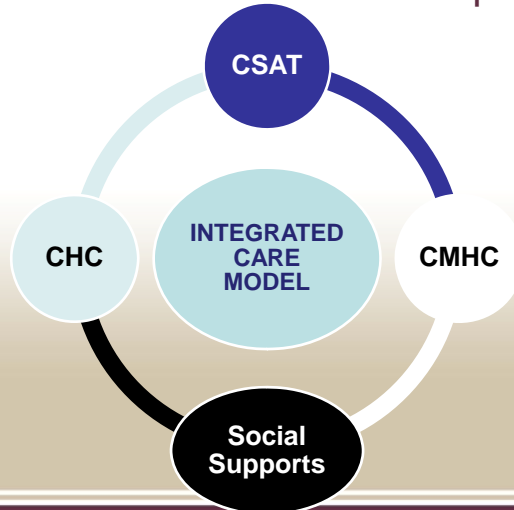 CSAT
INTEGRATED
CARE
MODEL
CHC
CMHC
Social
Supports